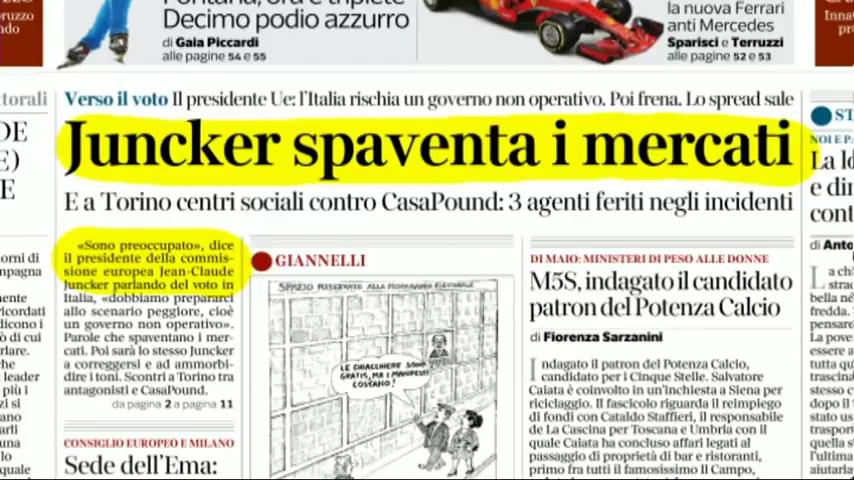 Decimo podio azzurro
di Gaia Piccardi
alle pagine 54 e 55
la nuova Ferrari
anti Mercedes
Sparisci e Terruzzi
alle pagine 52 e 53
Verso il voto Il presidente Ue: l'Italia rischia un governo non operativo. Poi frena. Lo spread sale
Juncker spaventa i mercati
E a Torino centri sociali contro CasaPound: 3 agenti feriti negli incidenti
«Sono preoccupato», dice
il presidente della commis-
sione europea Jean-Claude
Juncker parlando del voto in
Italia, «dobbiamo prepararci
allo scenario peggiore, cioè
un governo non operativo».
Parole che spaventano i mer-
cati. Poi sarà lo stesso Juncker
a correggersi e ad ammorbi-
dire i toni. Scontri a Torino tra
antagonisti e CasaPound.
da pagina 2 a pagina 11
CONSIGLIO EUROPEO E MILANO
Sede dell'Ema:
GIANNELLI
SPAZIO RISERVATO ALLA PROPAGANDA ELETTORALE
LE CHIACCHIERE SONO
GRATIS, MA I MANIFESTI
COSTANO!
DI MAIO: MINISTERI DI PESO ALLE DONNE
M5S, indagato il candidato
patron del Potenza Calcio
di Fiorenza Sarzanini
Indagato il patron del Potenza Calcio,
candidato per i Cinque Stelle. Salvatore
Caiata è coinvolto in un'inchiesta a Siena per
riciclaggio. Il fascicolo riguarda il reimpiego
di fondi con Cataldo Staffieri, il responsabile
de La Cascina per Toscana e Umbria con il
quale Caiata ha concluso affari legati al
passaggio di proprietà di bar e ristoranti,
primo fra tutti il famosissimo Il Campo,